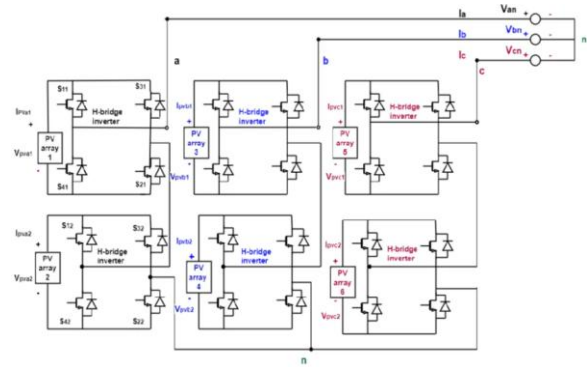 Ia Van
+ -
Ib Vbn
+ -
n
Ic Vcn
+ -
a b c
S11 S31
IPVa1
+
H-bridge
inverter
PV
array
1
-
Vpva1
S41 S21
Ipvb1
+
H-bridge
inverter
PV
array
-
Vpvb1
Ipvc1
+
H-bridge
inverter
PV
array
-
Vpvc1
S12 S32
Ipva2
+
H-bridge
inverter
PV
array
2
-
Vpva2
S42 S22
Ipvb2
+
H-bridge
inverter
PV
array
4
-
Vpvb2
Ipvc2
+
H-bridge
inverter
PV
array
6
-
Vpvc2
n